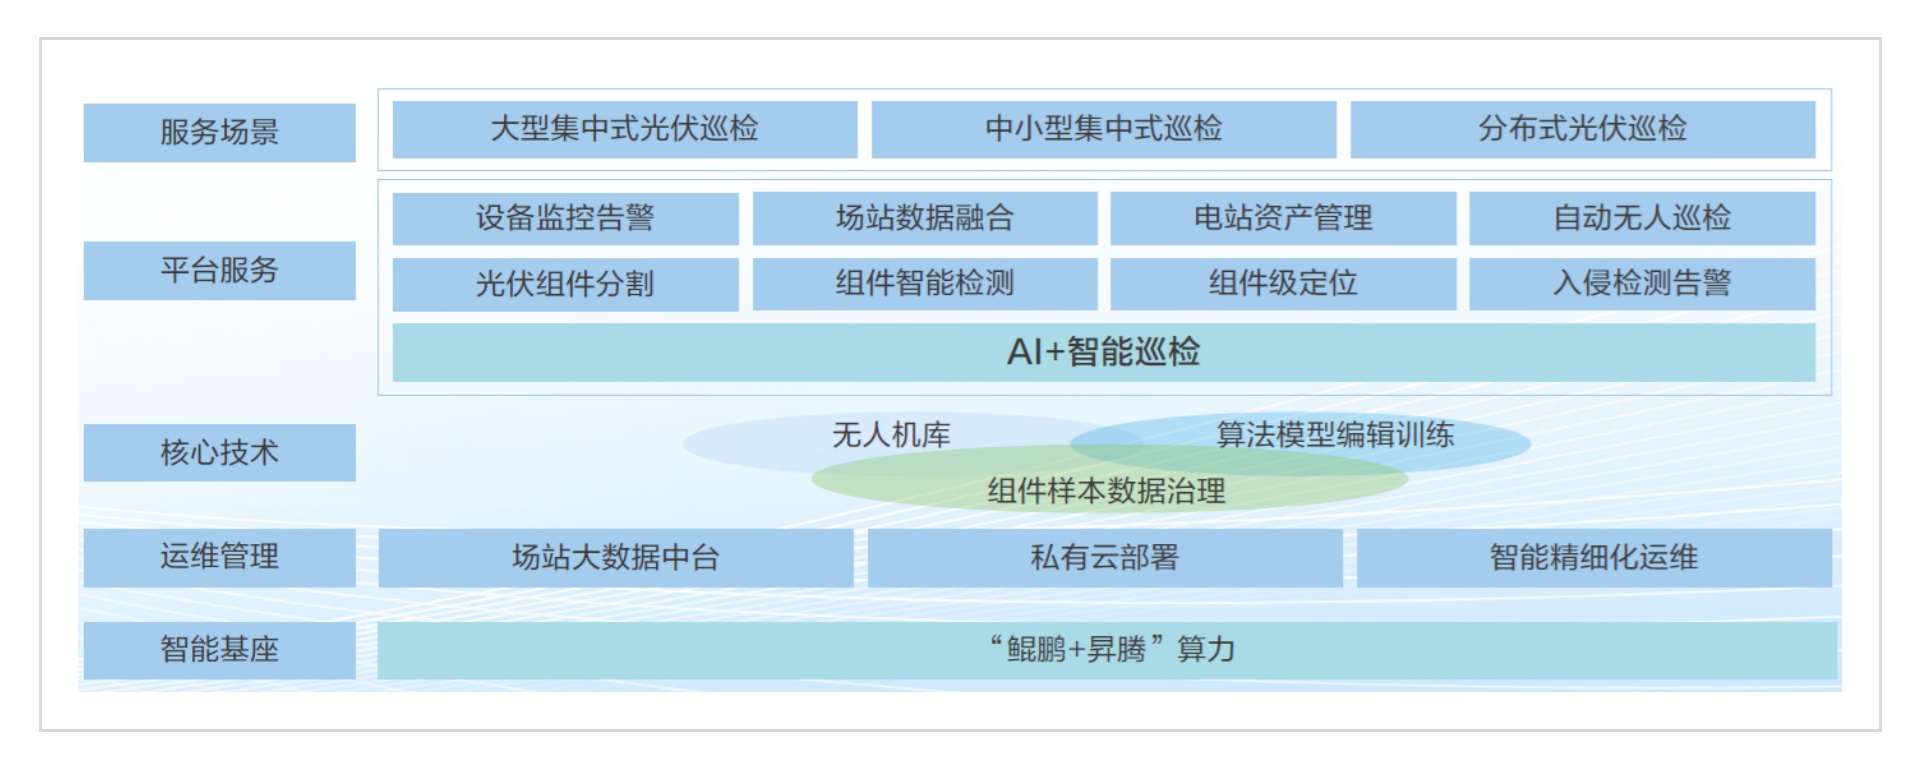 服务场景
大型集中式光伏巡检
中小型集中式巡检
分布式光伏巡检
平台服务
设备监控告警
场站数据融合
电站资产管理
自动无人巡检
光伏组件分割
组件智能检测
组件级定位
入侵检测告警
AI+智能巡检
核心技术
无人机库
算法模型编辑训练
组件样本数据治理
运维管理
场站大数据中台
私有云部署
智能精细化运维
智能基座
“鲲鹏+昇腾”算力